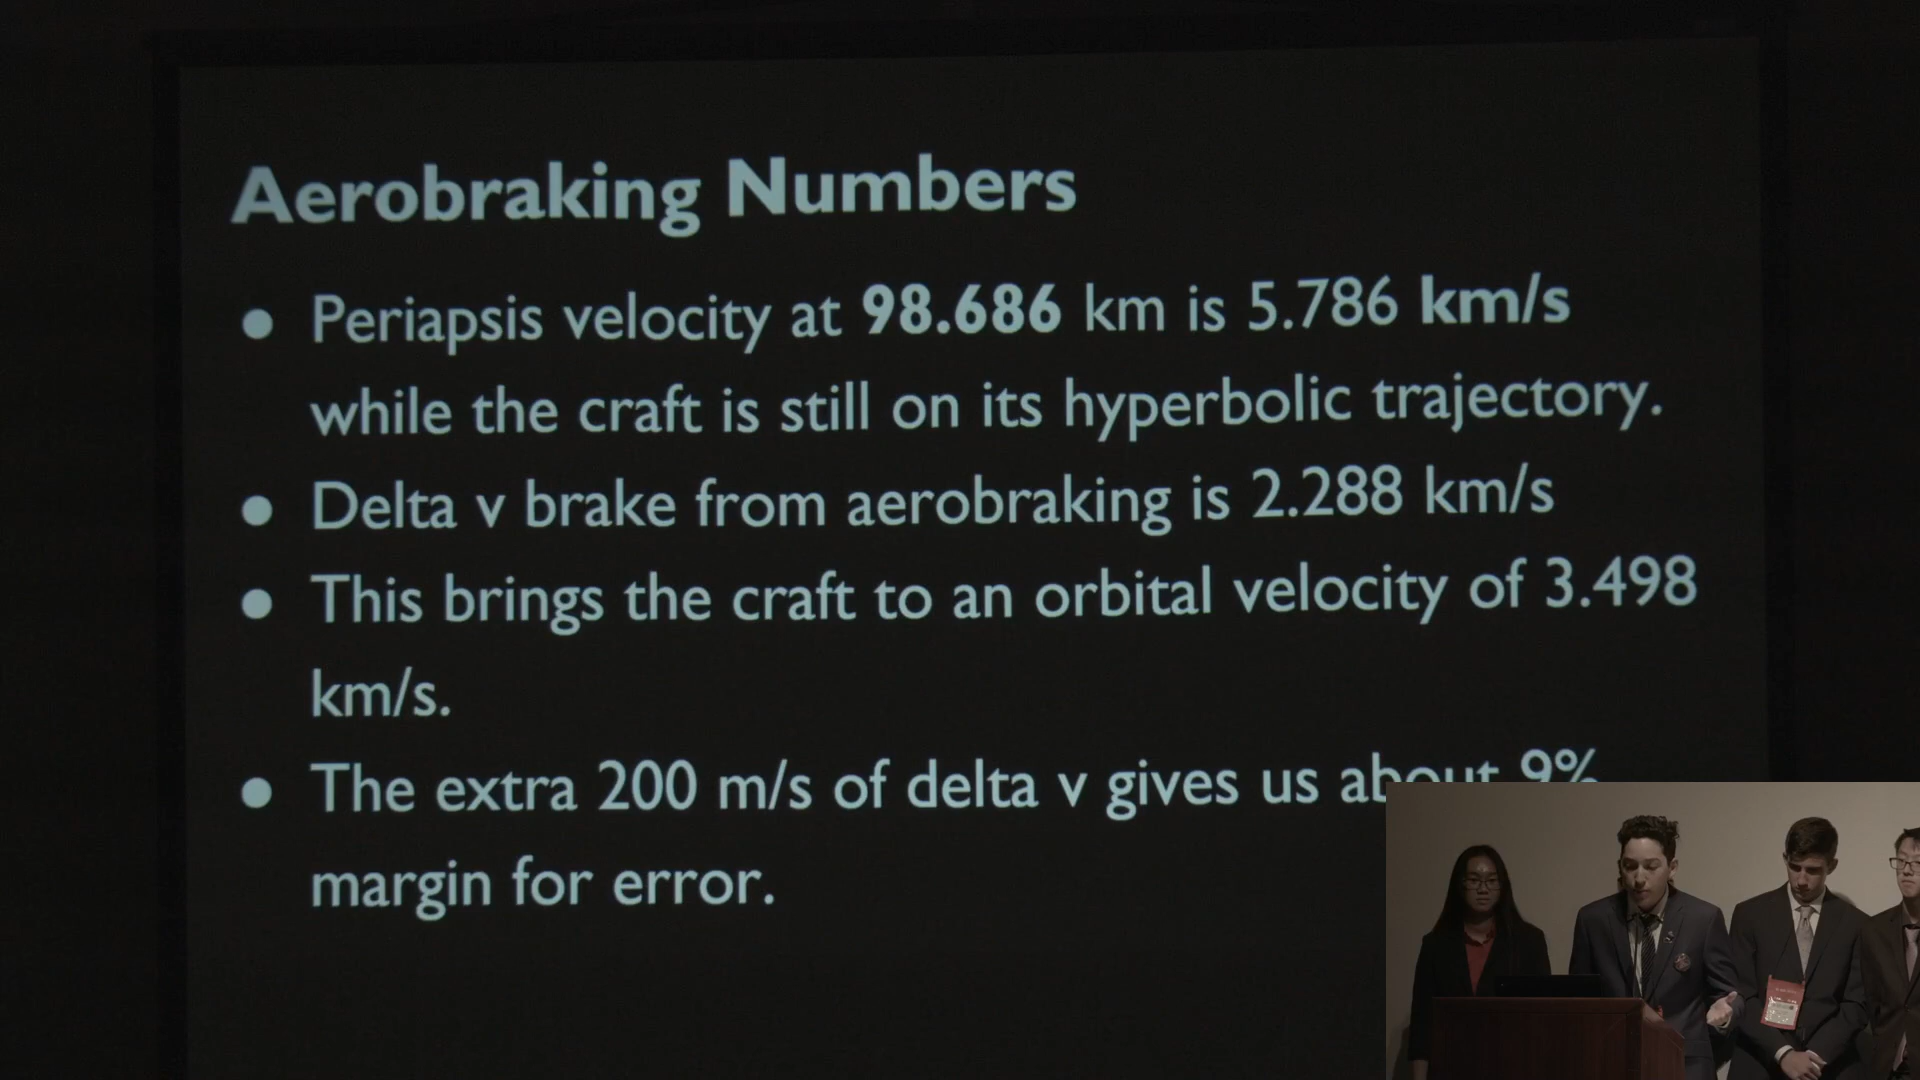 Aerobraking Numbers
● Periapsis velocity at 98.686 km is 5.786 km/s
while the craft is still on its hyperbolic trajectory.
● Delta v brake from aerobraking is 2.288 km/s
● This brings the craft to an orbital velocity of 3.498
km/s.
● The extra 200 m/s of delta v gives us about 9%
margin for error.